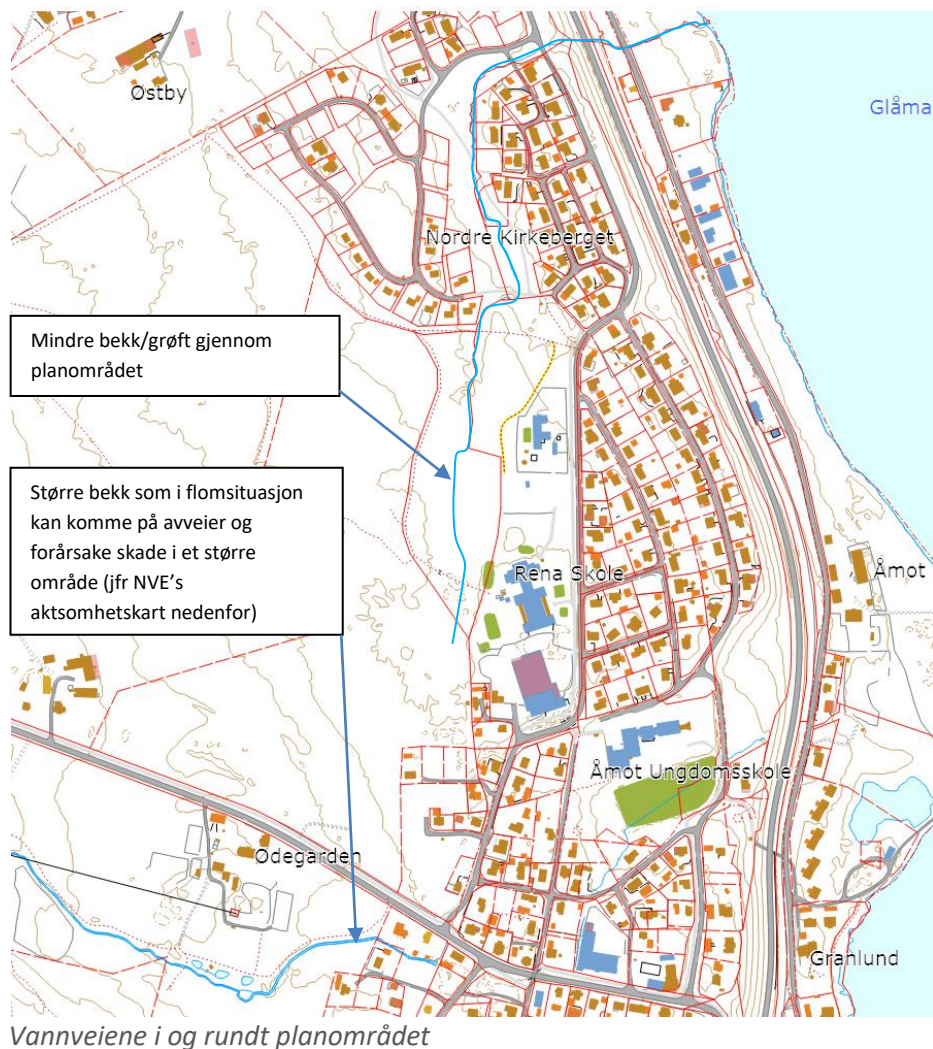 Østby
Glåma
Nordre Kirkeberget
Mindre bekk/grøft gjennom
planområdet
Større bekk som i flomsituasjon
kan komme på avveier og
forårsake skade i et større
område (jfr NVE's
aktsomhetskart nedenfor)
Rena Skole
Åmot
Åmot Ungdomsskole
Ødegården
Granlund
Vannveiene i og rundt planområdet